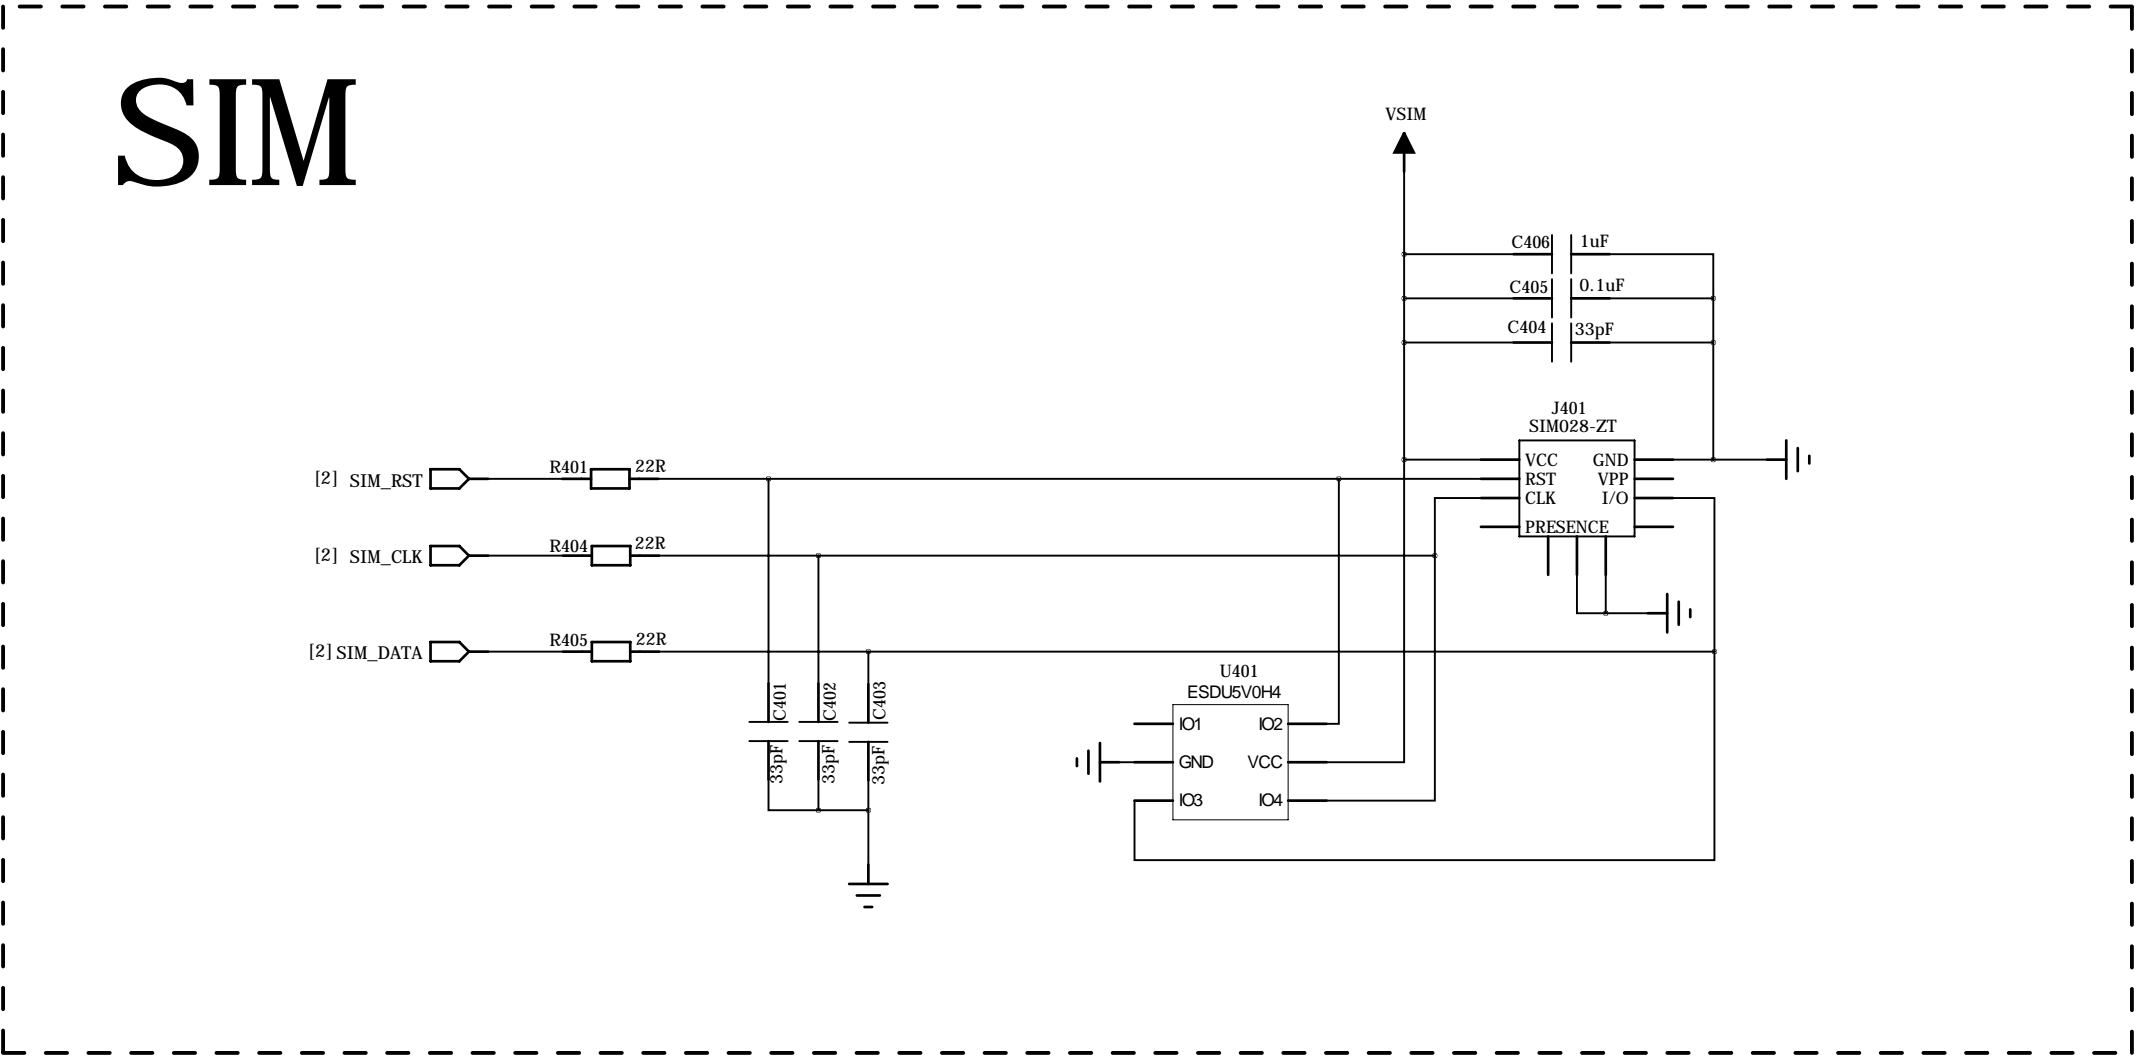 SIM
VSIM
C406 1uF
C405 0.1uF
C404 33pF
J401
SIM028-ZT
VCC GND
RST VPP
CLK I/O
PRESENCE
[2] SIM_RST R401 22R
[2] SIM_CLK R404 22R
[2] SIM_DATA R405 22R
C401 33pF
C402 33pF
C403 33pF
U401
ESDU5V0H4
IO1 IO2
GND VCC
IO3 IO4